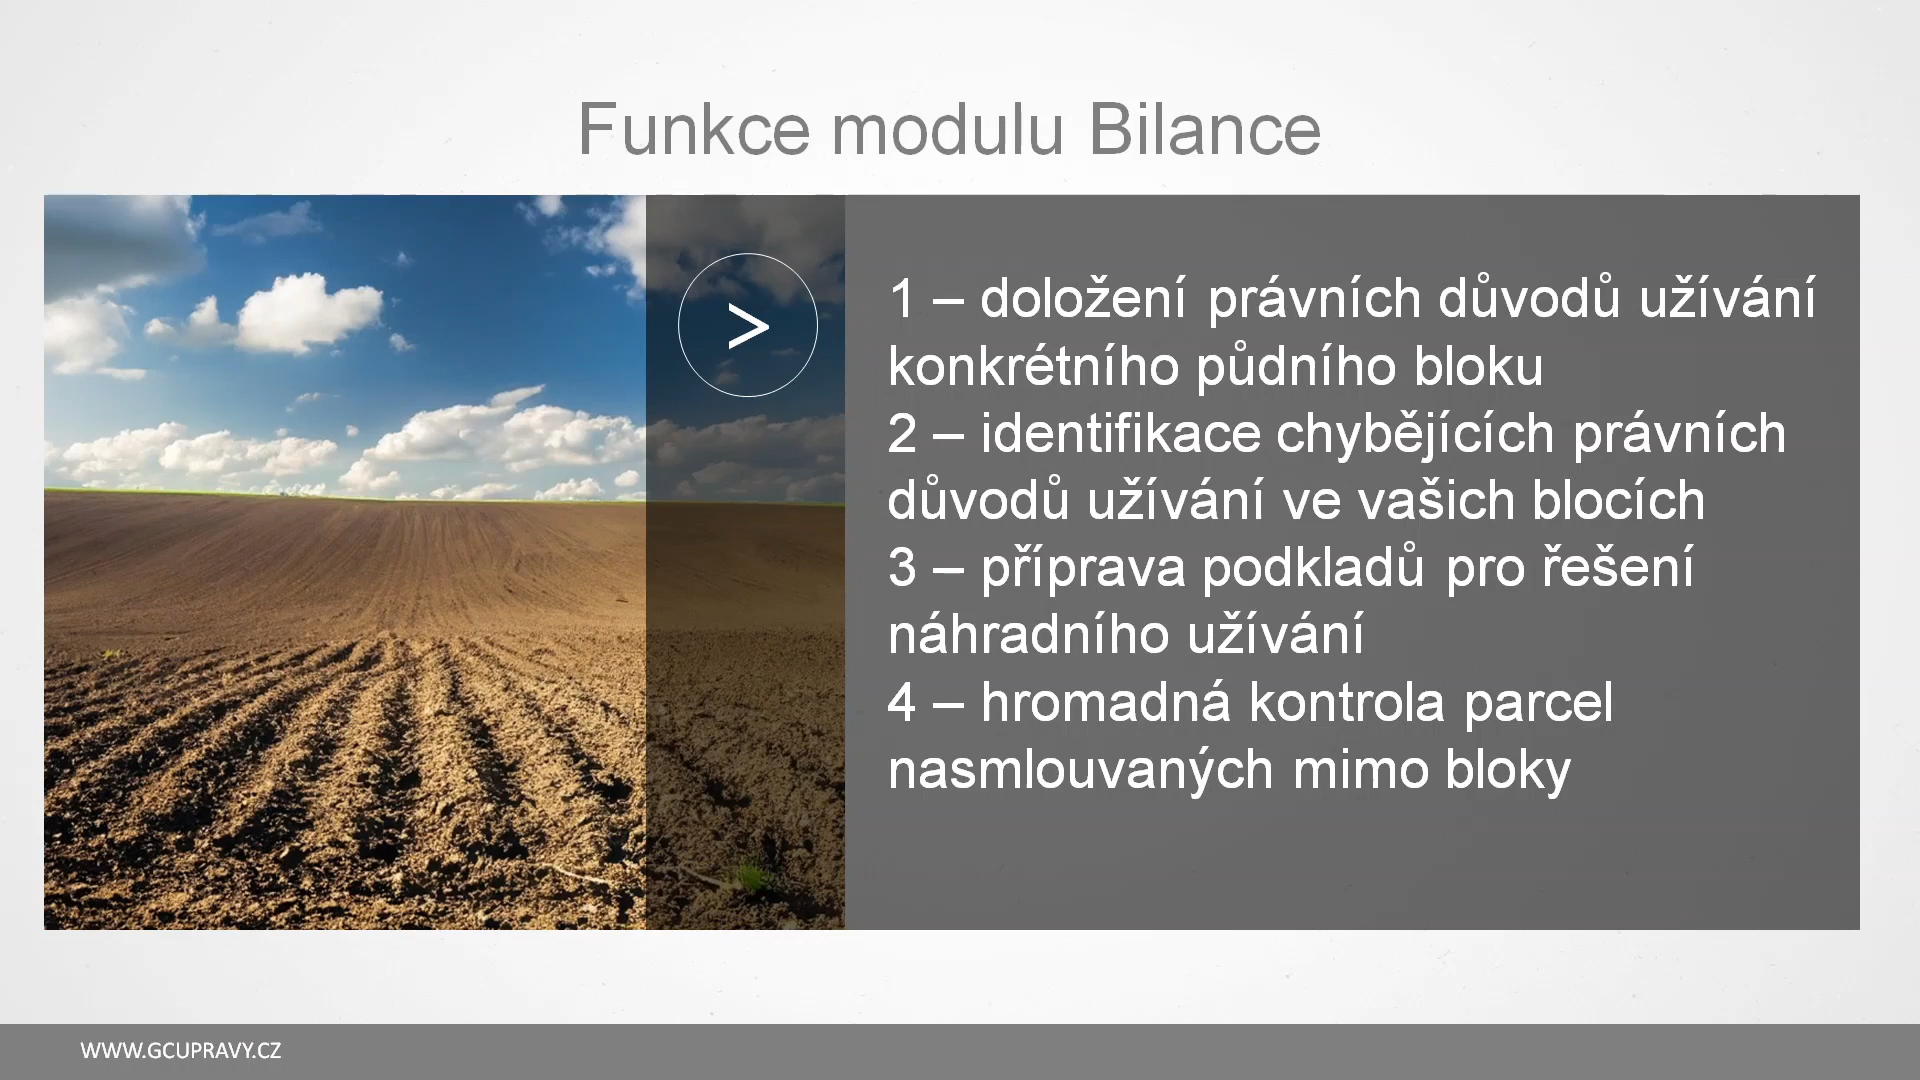 Funkce modulu Bilance
>
1 – doložení právních důvodů užívání
konkrétního půdního bloku
2 – identifikace chybějících právních
důvodů užívání ve vašich blocích
3 – příprava podkladů pro řešení
náhradního užívání
4 – hromadná kontrola parcel
nasmlouvaných mimo bloky
WWW.GCUPRAVY.CZ